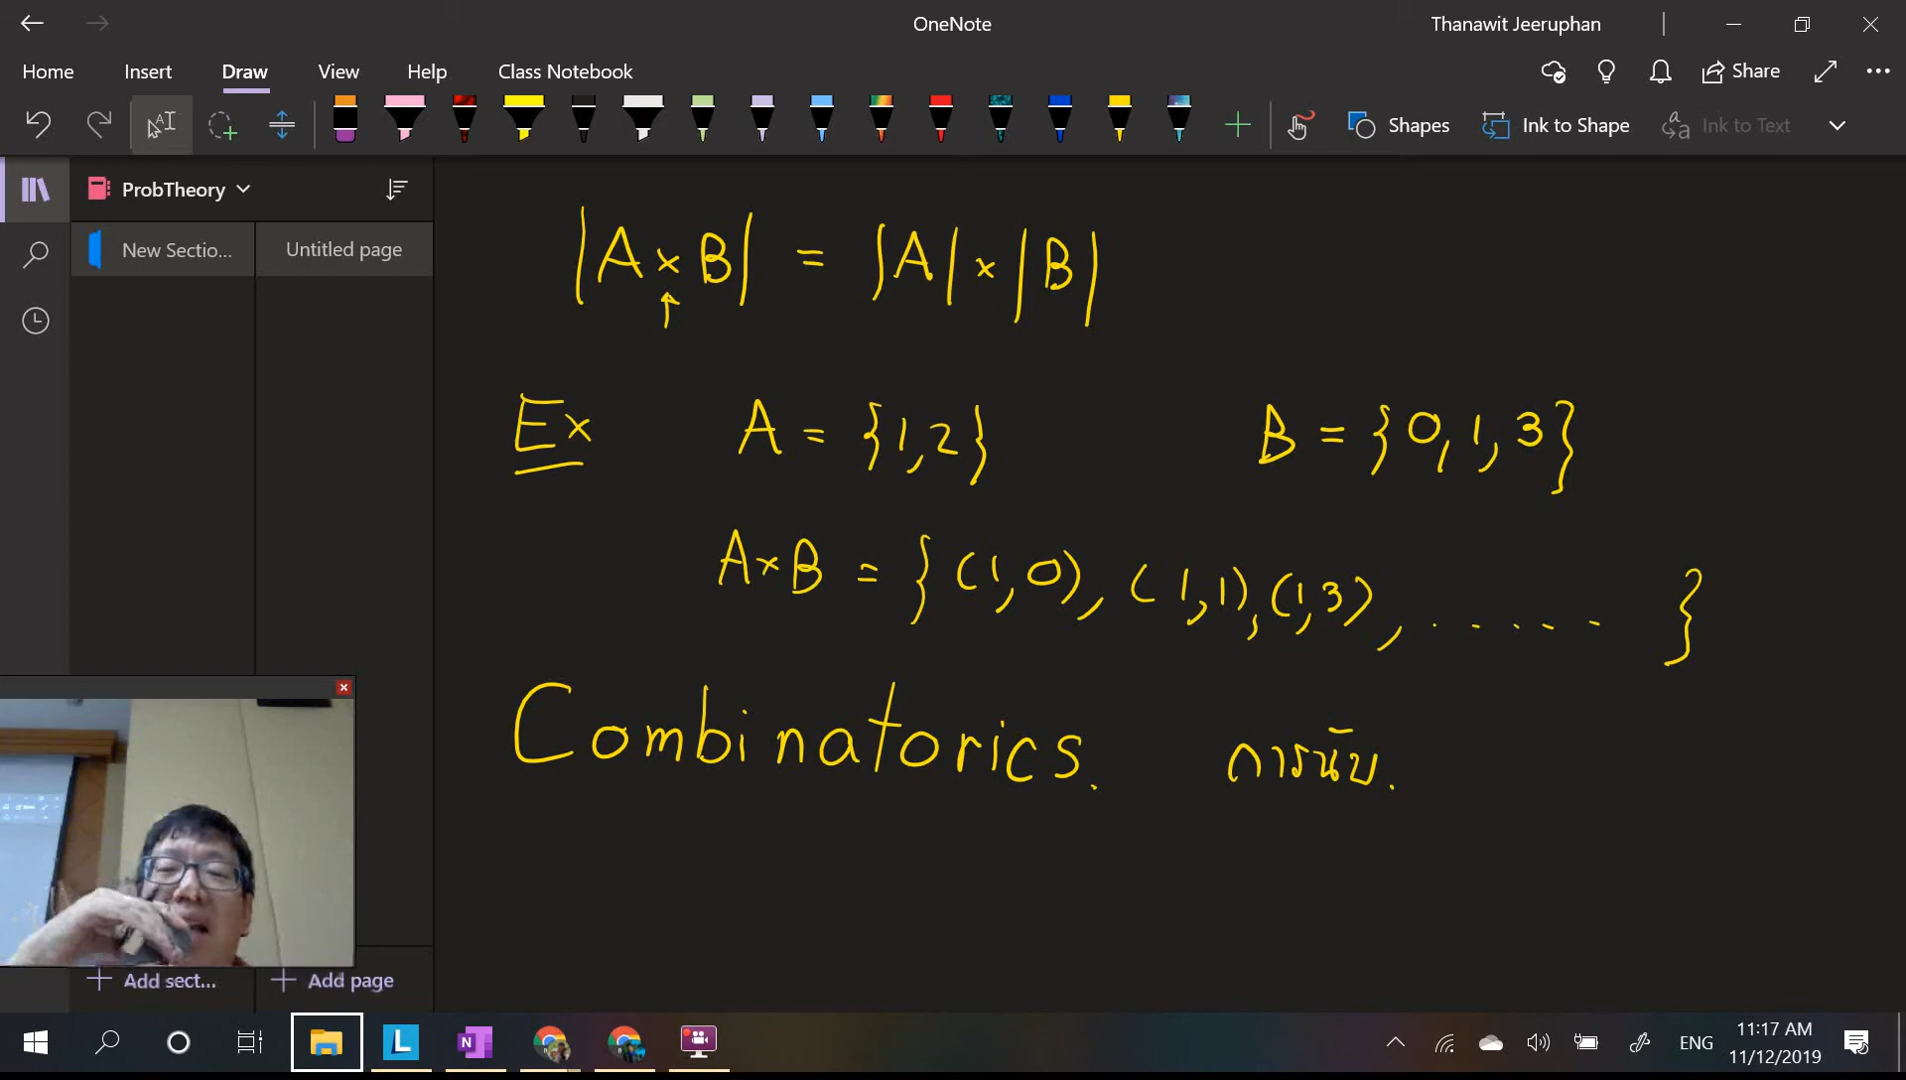 OneNote
Thanawit Jeeruphan
Home Insert Draw View Help Class Notebook
Share
Shapes Ink to Shape Ink to Text
ProbTheory
New Sectio... Untitled page
|A × B| = |A| × |B|
Ex A = {1,2} B = {0,1,3}
A×B = {(1,0), (1,1), (1,3), ..... }
Combinatorics. การนับ.
Add sect... Add page
ENG
11:17 AM
11/12/2019